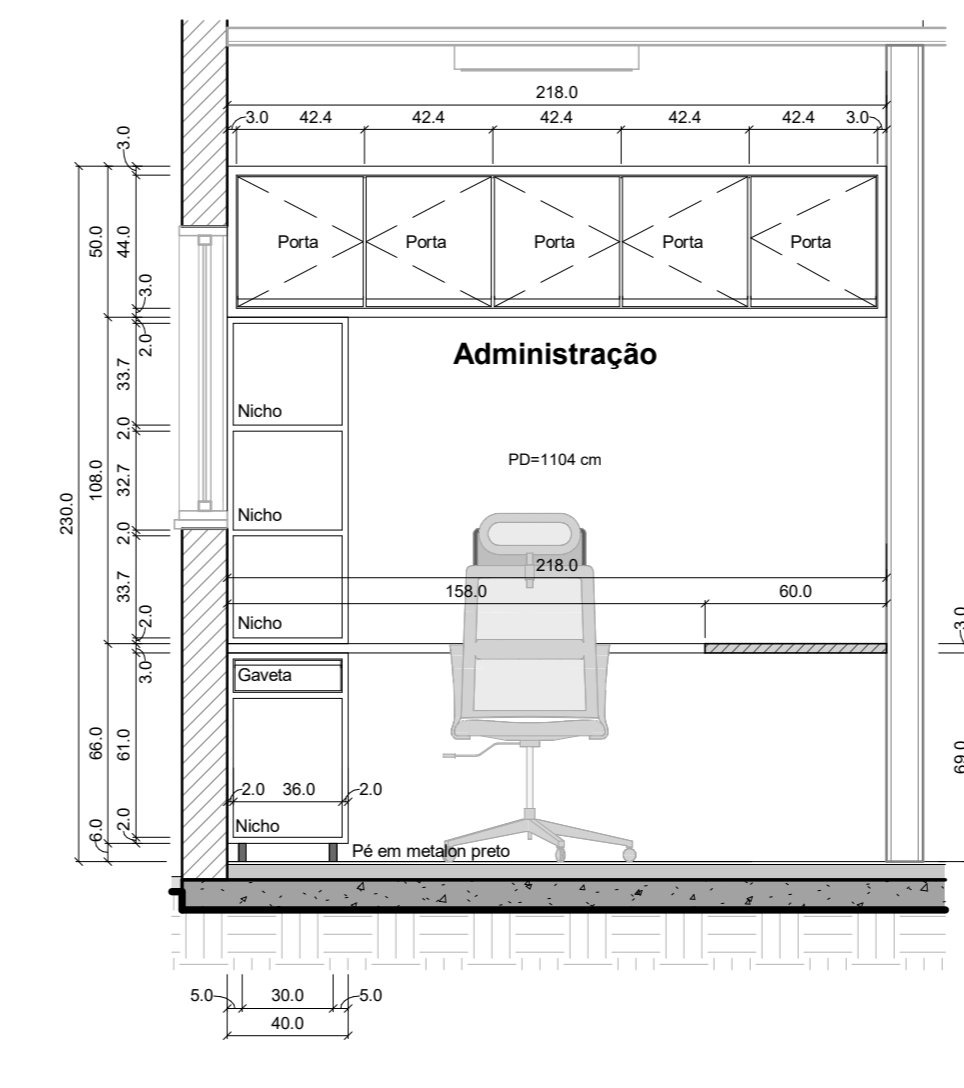 218.0
3.0 42.4 42.4 42.4 42.4 42.4 3.0
3.0
50.0 44.0
Porta Porta Porta Porta Porta
3.0
2.0
Administração
33.7
Nicho
2.0
PD=1104 cm
230.0 108.0 32.7
Nicho
2.0
218.0
33.7
158.0 60.0
2.0
Nicho
3.0
3.0
Gaveta
66.0 61.0
69.0
2.0 36.0 2.0
6.0 2.0
Nicho
Pé em metalon preto
5.0 30.0 5.0
40.0